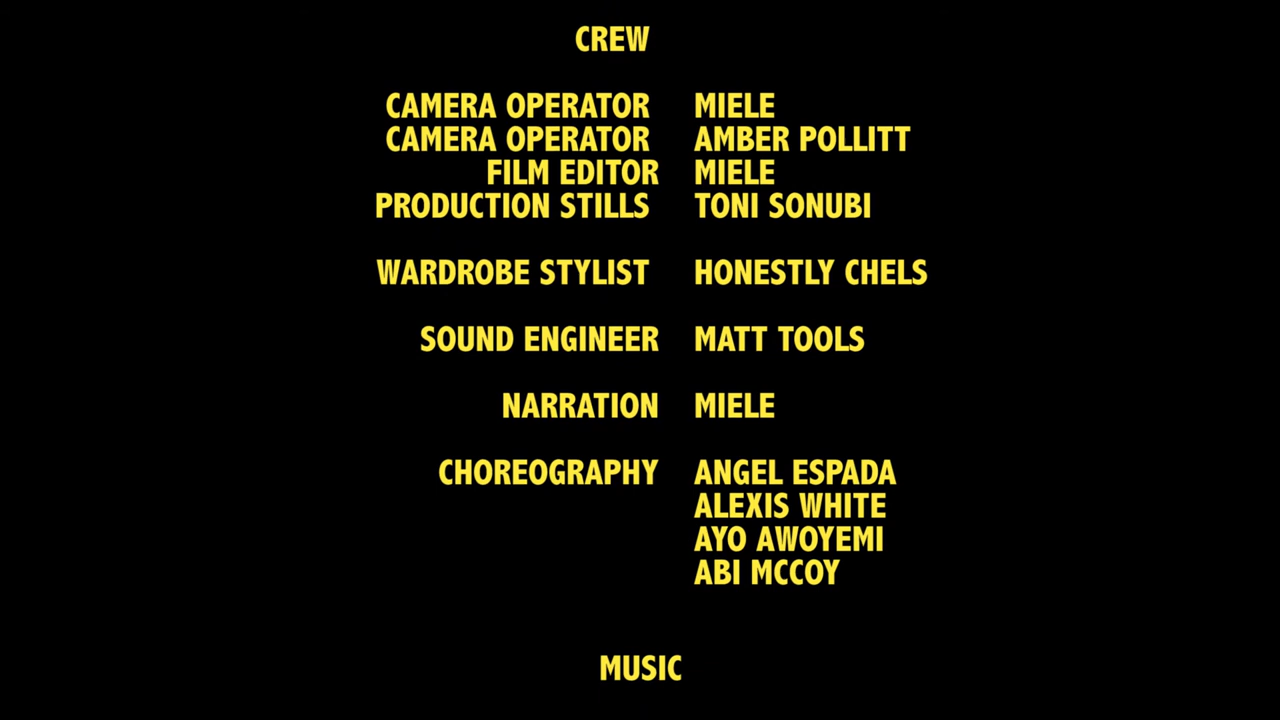 CREW
CAMERA OPERATOR MIELE
CAMERA OPERATOR AMBER POLLITT
FILM EDITOR MIELE
PRODUCTION STILLS TONI SONUBI
WARDROBE STYLIST HONESTLY CHELS
SOUND ENGINEER MATT TOOLS
NARRATION MIELE
CHOREOGRAPHY ANGEL ESPADA
ALEXIS WHITE
AYO AWOYEMI
ABI MCCOY
MUSIC